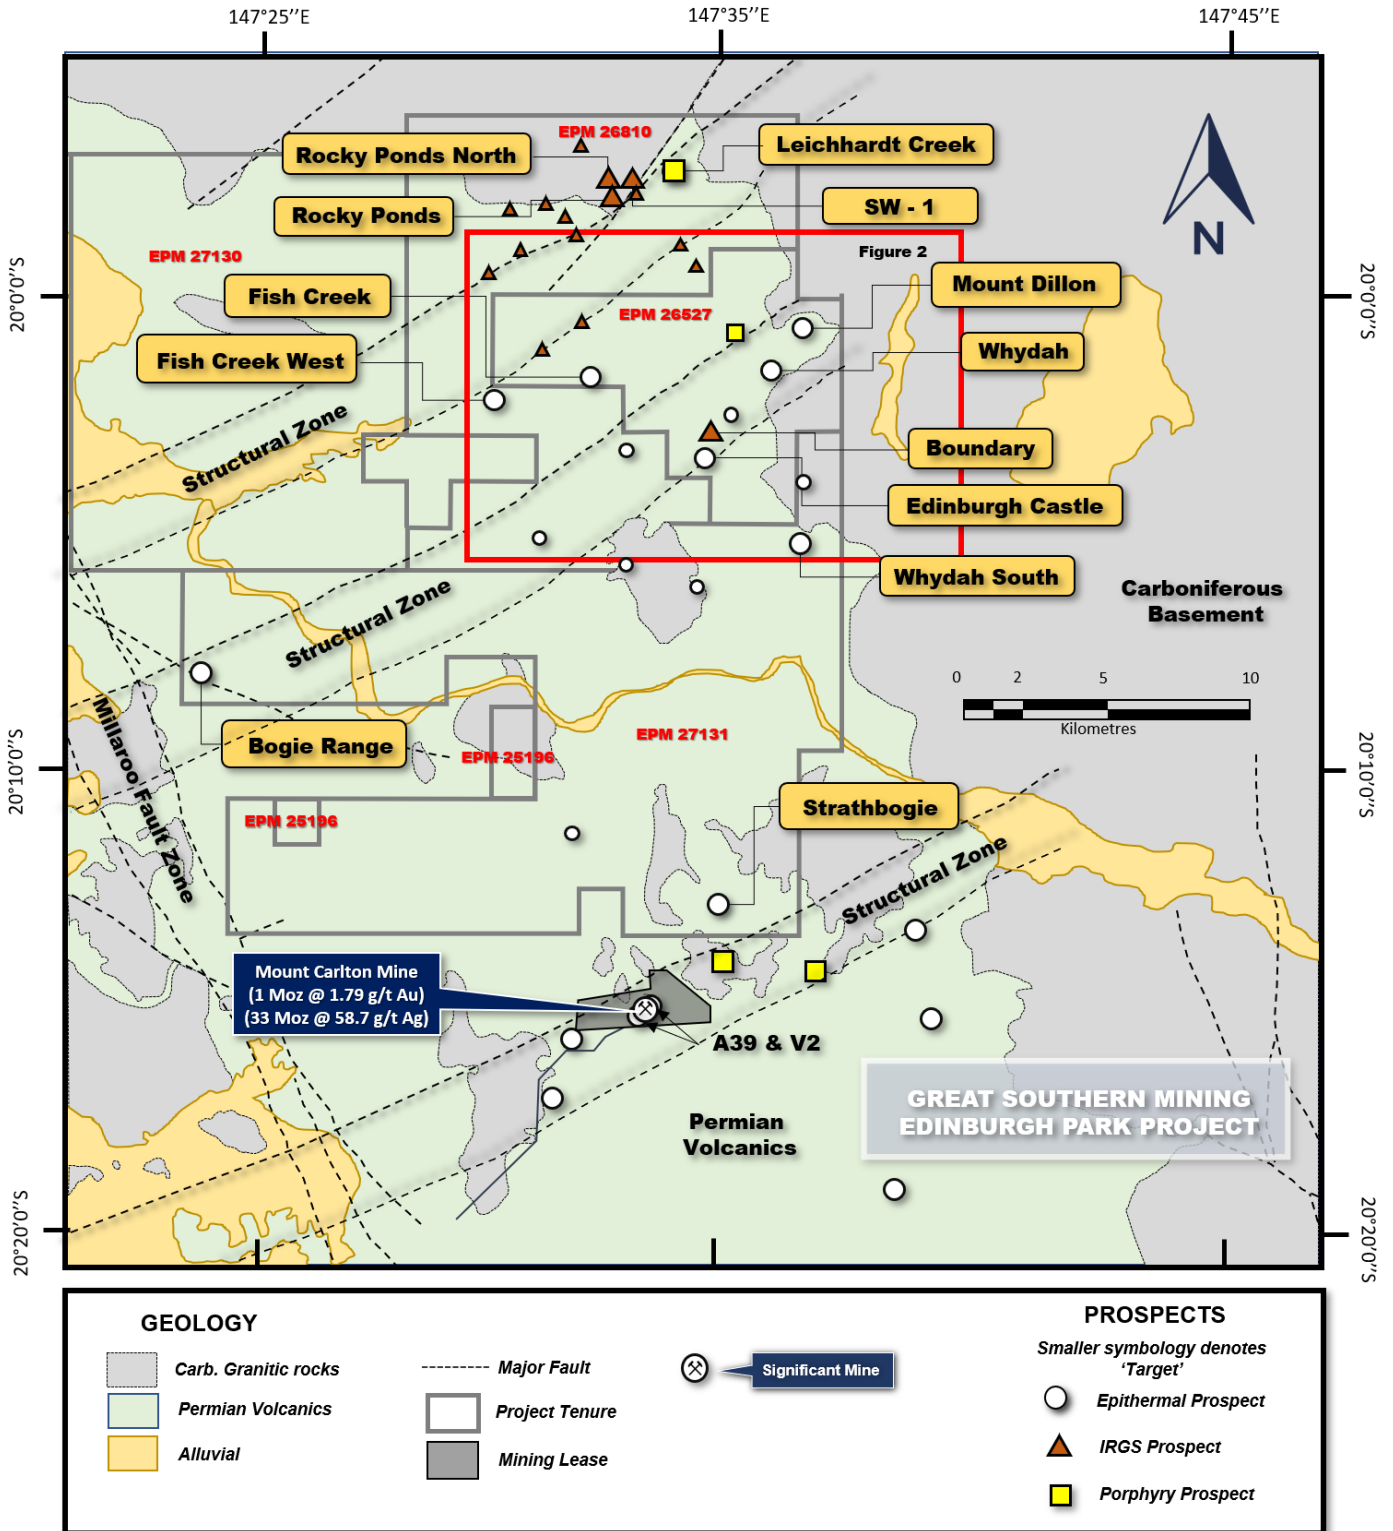 147°25’’E
147°35’’E
147°45’’E
EPM 26810
Rocky Ponds North
Leichhardt Creek
Rocky Ponds
SW - 1
N
EPM 27130
Figure 2
20°0’0’’S
20°0’0’’S
Fish Creek
Mount Dillon
EPM 26527
Fish Creek West
Whydah
Structural Zone
Boundary
Edinburgh Castle
Whydah South
Carboniferous
Basement
Structural Zone
0 2 5 10
Kilometres
Millaroo Fault Zone
Bogie Range
EPM 27131
EPM 25196
20°10’0’’S
20°10’0’’S
Strathbogie
EPM 25196
Structural Zone
Mount Carlton Mine
(1 Moz @ 1.79 g/t Au)
(33 Moz @ 58.7 g/t Ag)
A39 & V2
GREAT SOUTHERN MINING
EDINBURGH PARK PROJECT
Permian
Volcanics
20°20’0’’S
20°20’0’’S
GEOLOGY
Carb. Granitic rocks
Permian Volcanics
Alluvial
Major Fault
Project Tenure
Mining Lease
Significant Mine
PROSPECTS
Smaller symbology denotes
‘Target’
Epithermal Prospect
IRGS Prospect
Porphyry Prospect